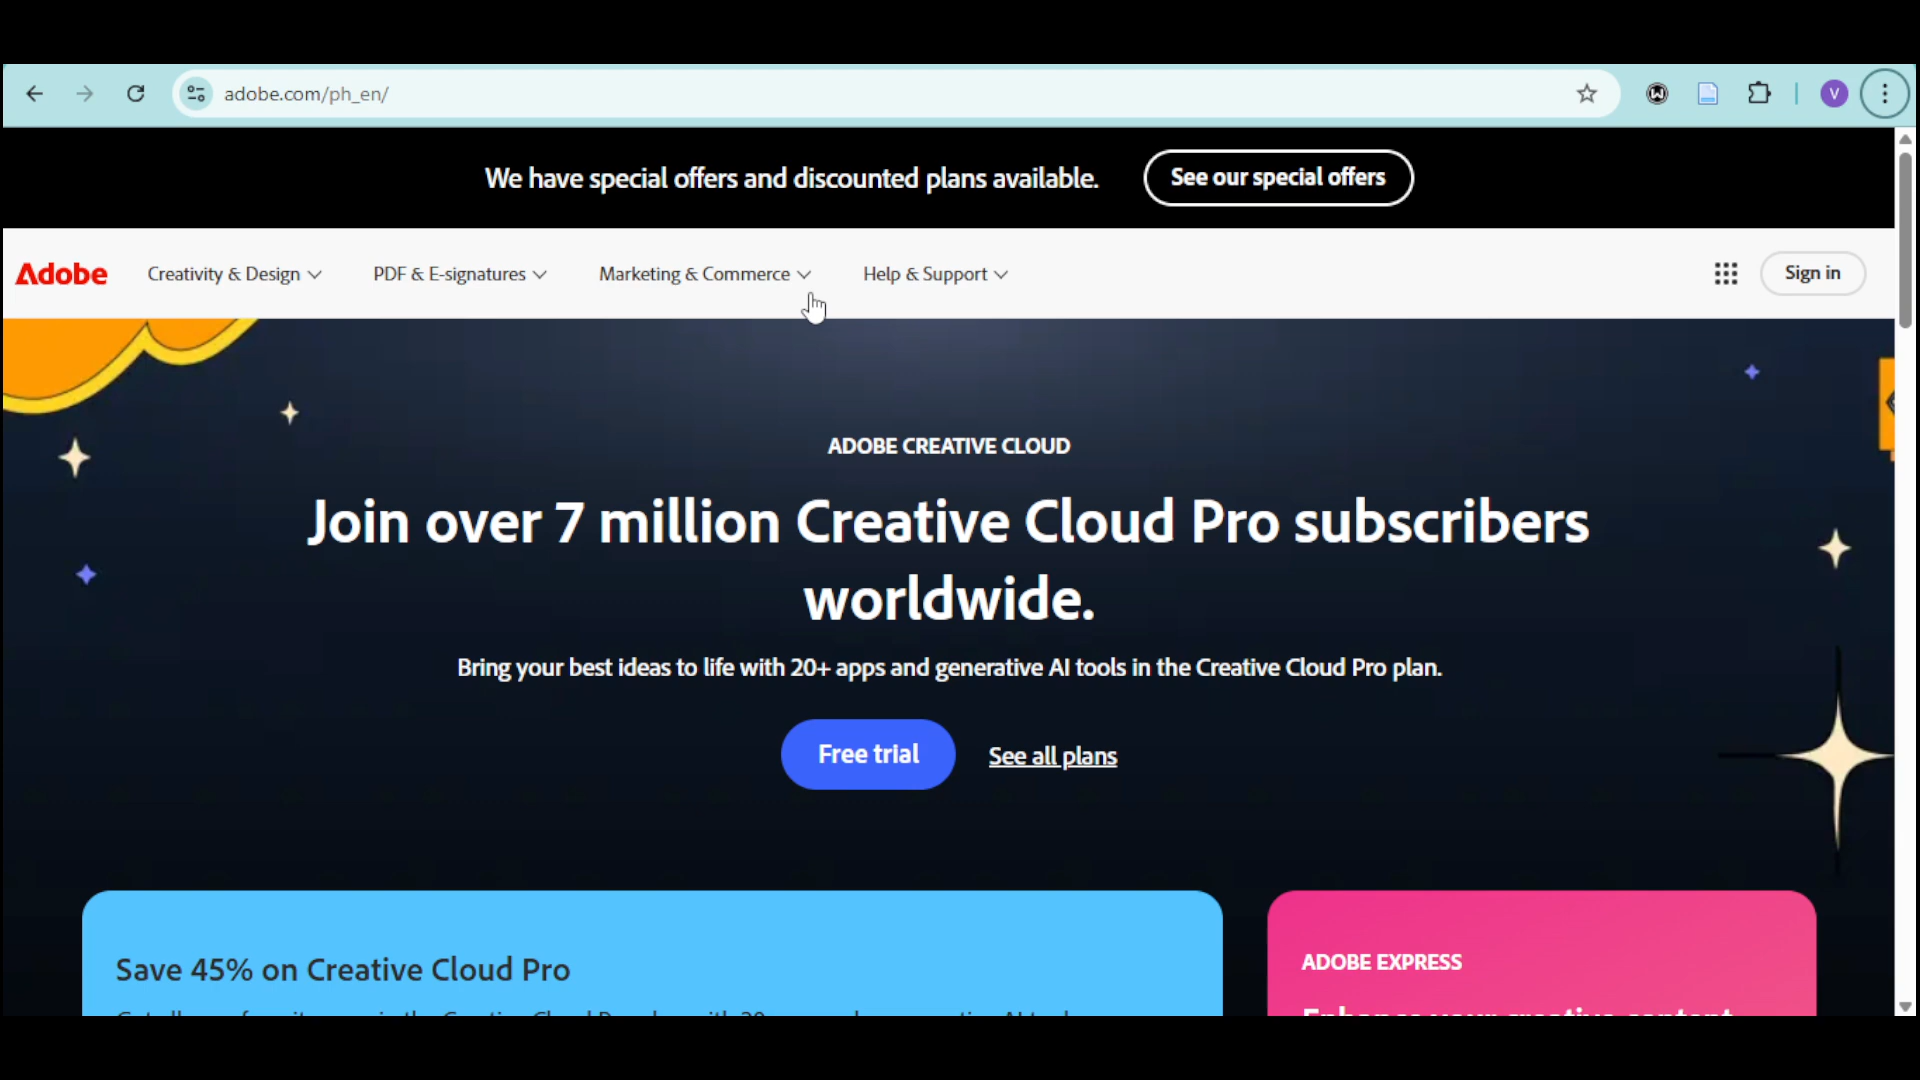 adobe.com/ph_en/
V
We have special offers and discounted plans available. See our special offers
Adobe Creativity & Design PDF & E-signatures Marketing & Commerce Help & Support Sign in
ADOBE CREATIVE CLOUD
Join over 7 million Creative Cloud Pro subscribers
worldwide.
Bring your best ideas to life with 20+ apps and generative AI tools in the Creative Cloud Pro plan.
Free trial See all plans
Save 45% on Creative Cloud Pro
ADOBE EXPRESS